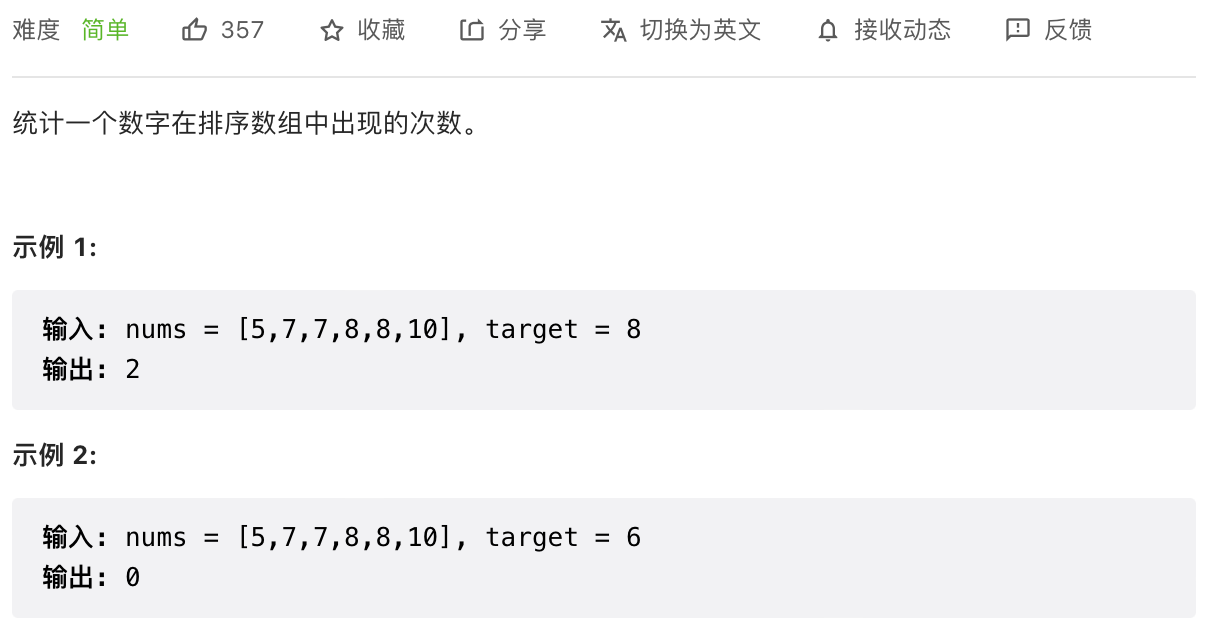 难度 简单 357 收藏 分享 切换为英文 接收动态 反馈
统计一个数字在排序数组中出现的次数。
示例 1:
输入: nums = [5,7,7,8,8,10], target = 8
输出: 2
示例 2:
输入: nums = [5,7,7,8,8,10], target = 6
输出: 0